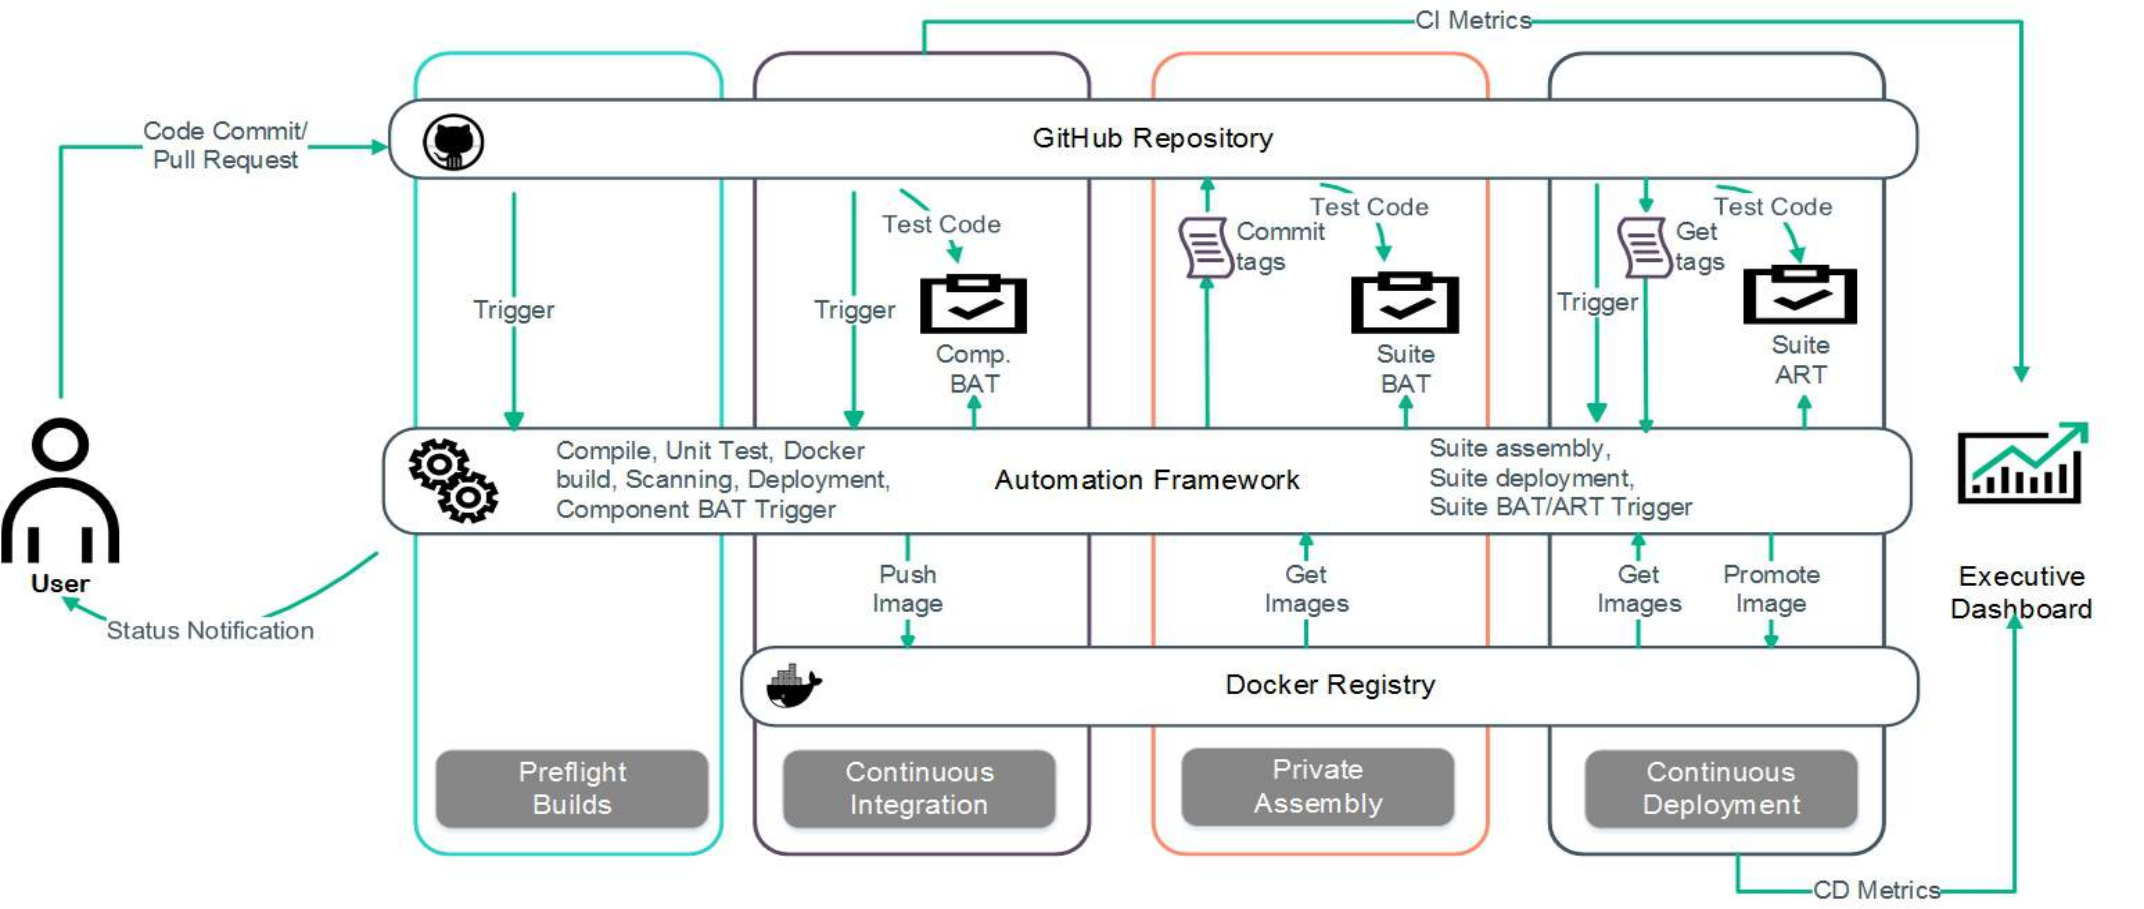 CI Metrics
Code Commit/
Pull Request
GitHub Repository
Trigger
Trigger
Test Code
Comp.
BAT
Commit
tags
Test Code
Suite
BAT
Trigger
Get
tags
Test Code
Suite
ART
Compile, Unit Test, Docker
build, Scanning, Deployment,
Component BAT Trigger
Automation Framework
Suite assembly,
Suite deployment,
Suite BAT/ART Trigger
User
Status Notification
Push
Image
Get
Images
Get
Images
Promote
Image
Executive
Dashboard
Docker Registry
Preflight
Builds
Continuous
Integration
Private
Assembly
Continuous
Deployment
CD Metrics